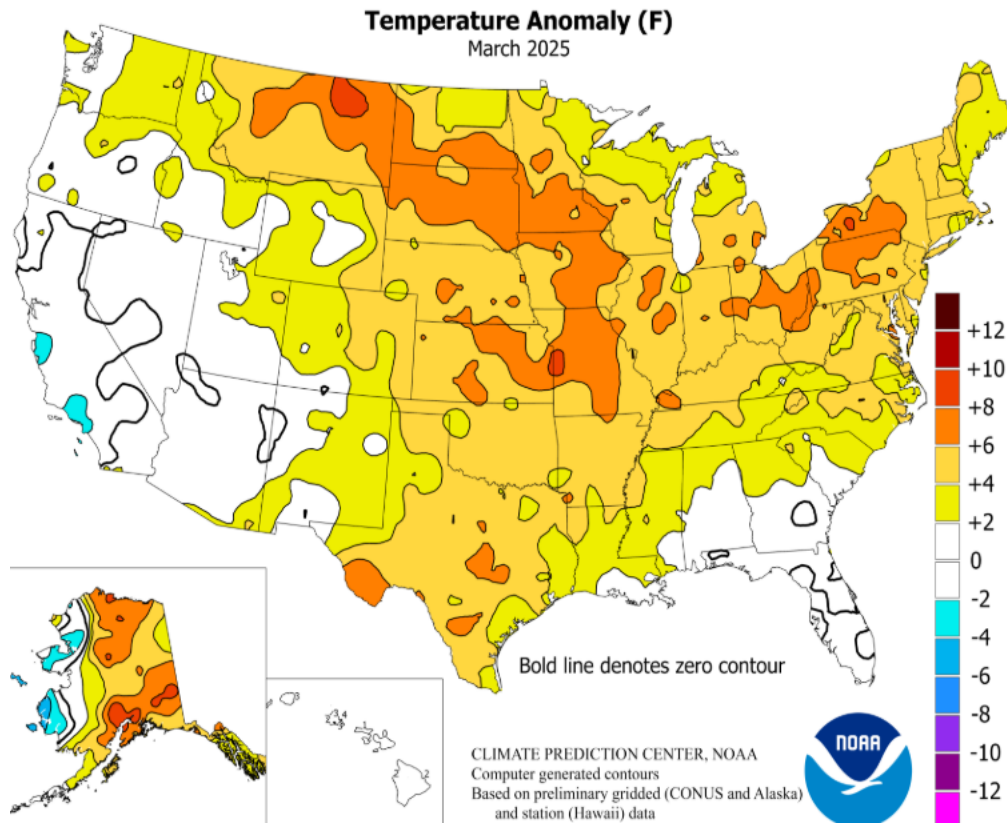 Temperature Anomaly (F)
March 2025
+12
+10
+8
+6
+4
+2
0
-2
-4
-6
-8
-10
-12
Bold line denotes zero contour
CLIMATE PREDICTION CENTER, NOAA
Computer generated contours
Based on preliminary gridded (CONUS and Alaska)
and station (Hawaii) data
NOAA